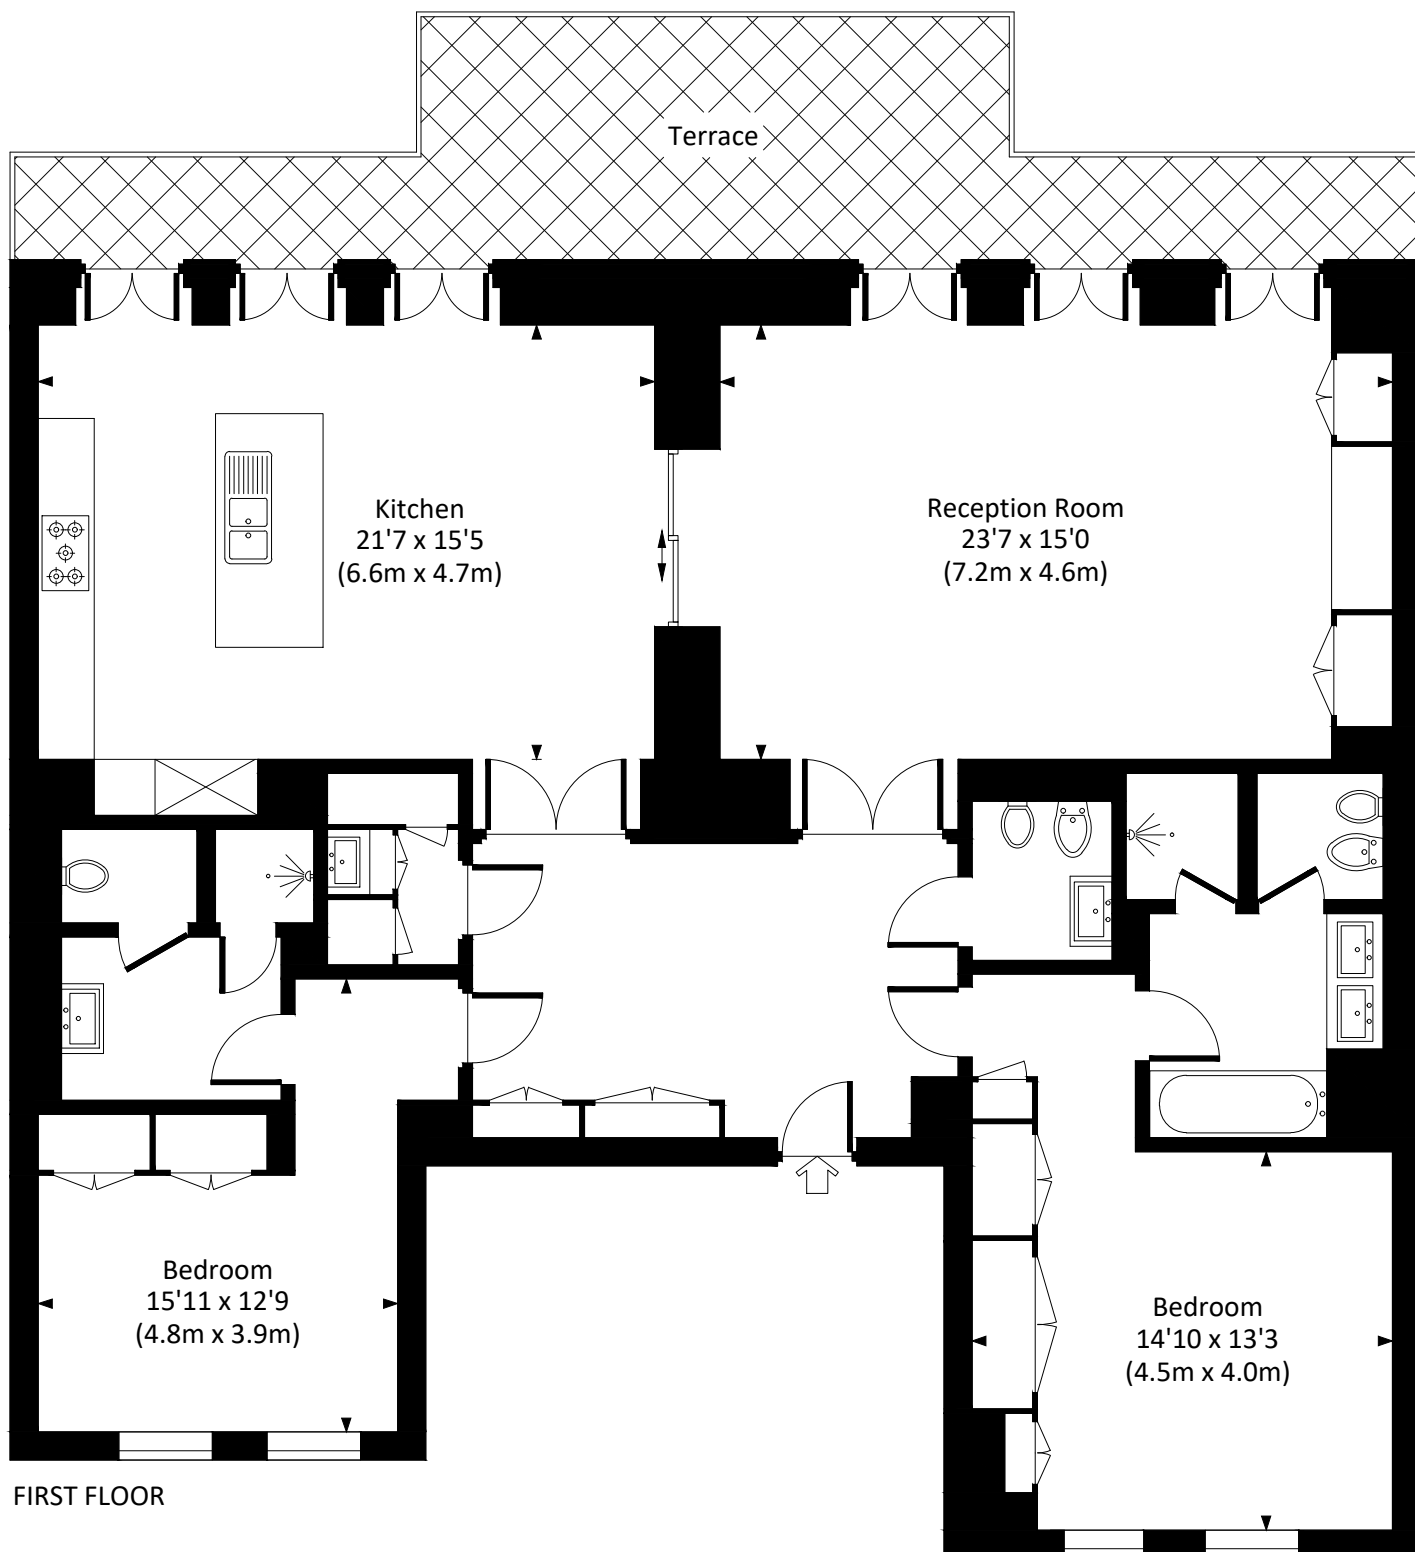 Terrace
Kitchen
21'7 x 15'5
(6.6m x 4.7m)
Reception Room
23'7 x 15'0
(7.2m x 4.6m)
Bedroom
15'11 x 12'9
(4.8m x 3.9m)
Bedroom
14'10 x 13'3
(4.5m x 4.0m)
FIRST FLOOR